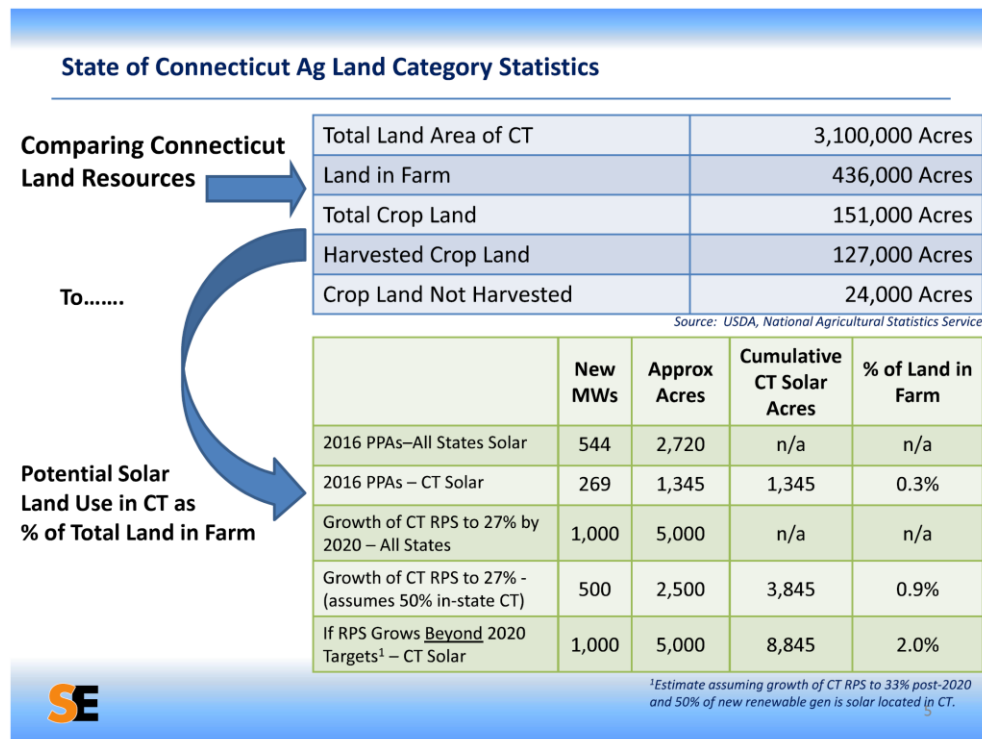 State of Connecticut Ag Land Category Statistics
Comparing Connecticut
Land Resources
Total Land Area of CT 3,100,000 Acres
Land in Farm 436,000 Acres
Total Crop Land 151,000 Acres
Harvested Crop Land 127,000 Acres
Crop Land Not Harvested 24,000 Acres
Source: USDA, National Agricultural Statistics Service
To…….
Potential Solar
Land Use in CT as
% of Total Land in Farm
New
MWs
Approx
Acres
Cumulative
CT Solar
Acres
% of Land in
Farm
2016 PPAs–All States Solar 544 2,720 n/a n/a
2016 PPAs – CT Solar 269 1,345 1,345 0.3%
Growth of CT RPS to 27% by
2020 – All States 1,000 5,000 n/a n/a
Growth of CT RPS to 27% -
(assumes 50% in-state CT) 500 2,500 3,845 0.9%
If RPS Grows Beyond 2020
Targets¹ – CT Solar 1,000 5,000 8,845 2.0%
¹Estimate assuming growth of CT RPS to 33% post-2020
and 50% of new renewable gen is solar located in CT.
5
SE